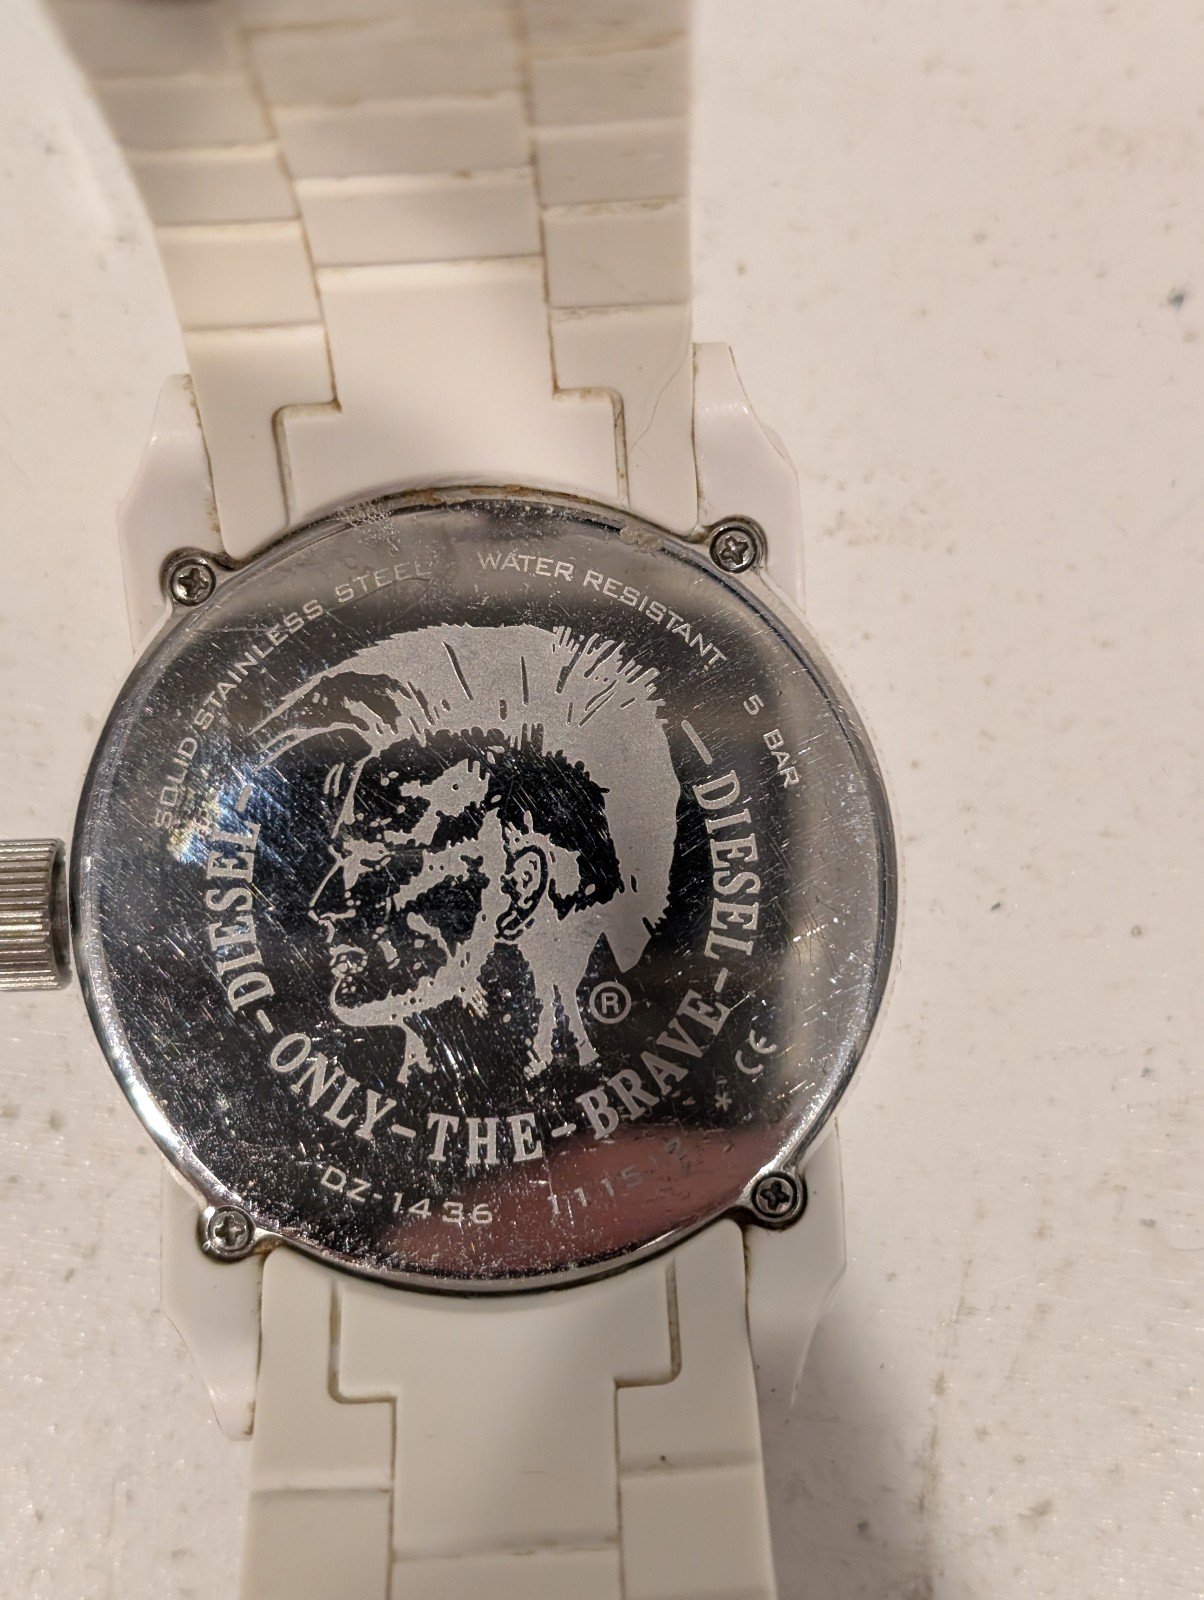 SOLID STAINLESS STEEL WATER RESISTANT 5 BAR
DIESEL-ONLY-THE-BRAVE-DIESEL
®
CE
DZ-1436